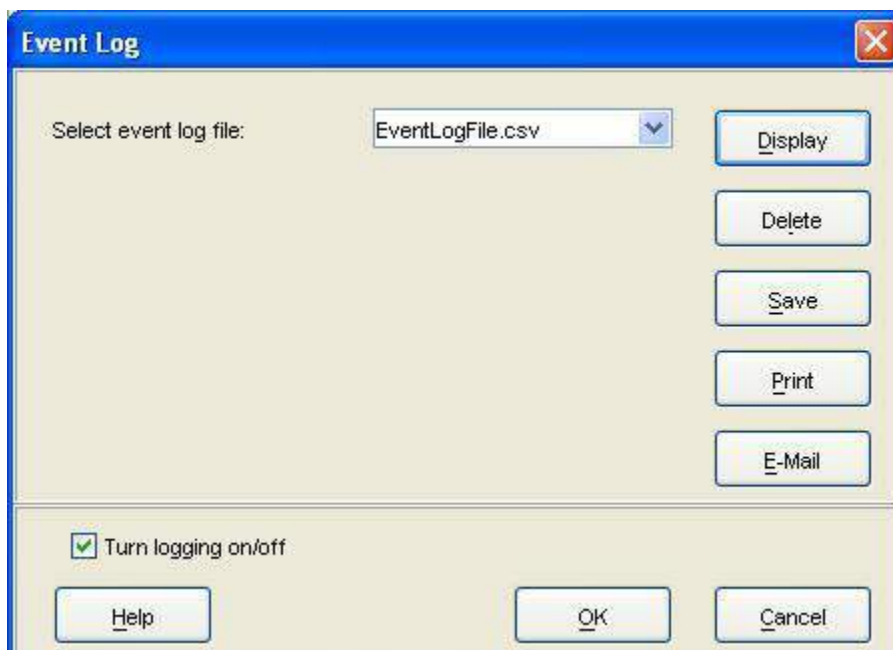 Event Log
Select event log file: EventLogFile.csv
Display
Delete
Save
Print
E-Mail
Turn logging on/off
Help OK Cancel